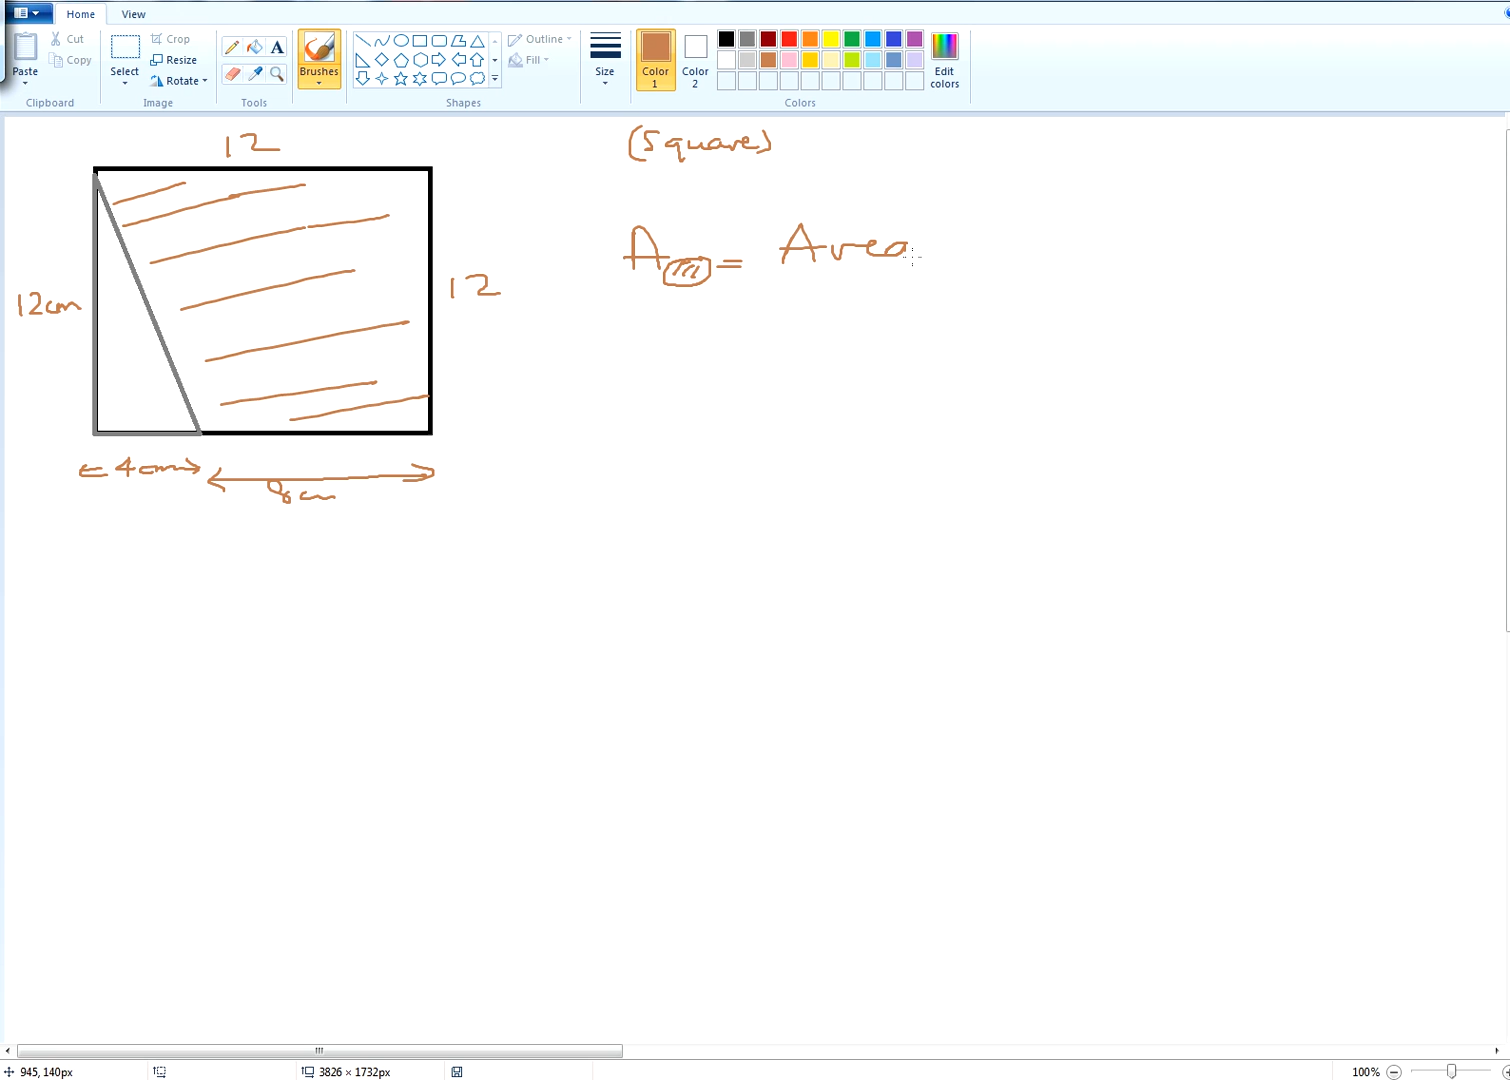 Home View
Paste
Cut
Copy
Clipboard
Select
Crop
Resize
Rotate
Image
A
Tools
Brushes
Shapes
Outline
Fill
Size
Color 1
Color 2
Edit colors
Colors
12
(Square)
A = Area
12cm
12
4cm
8cm
945, 140px
3826 × 1732px
100%